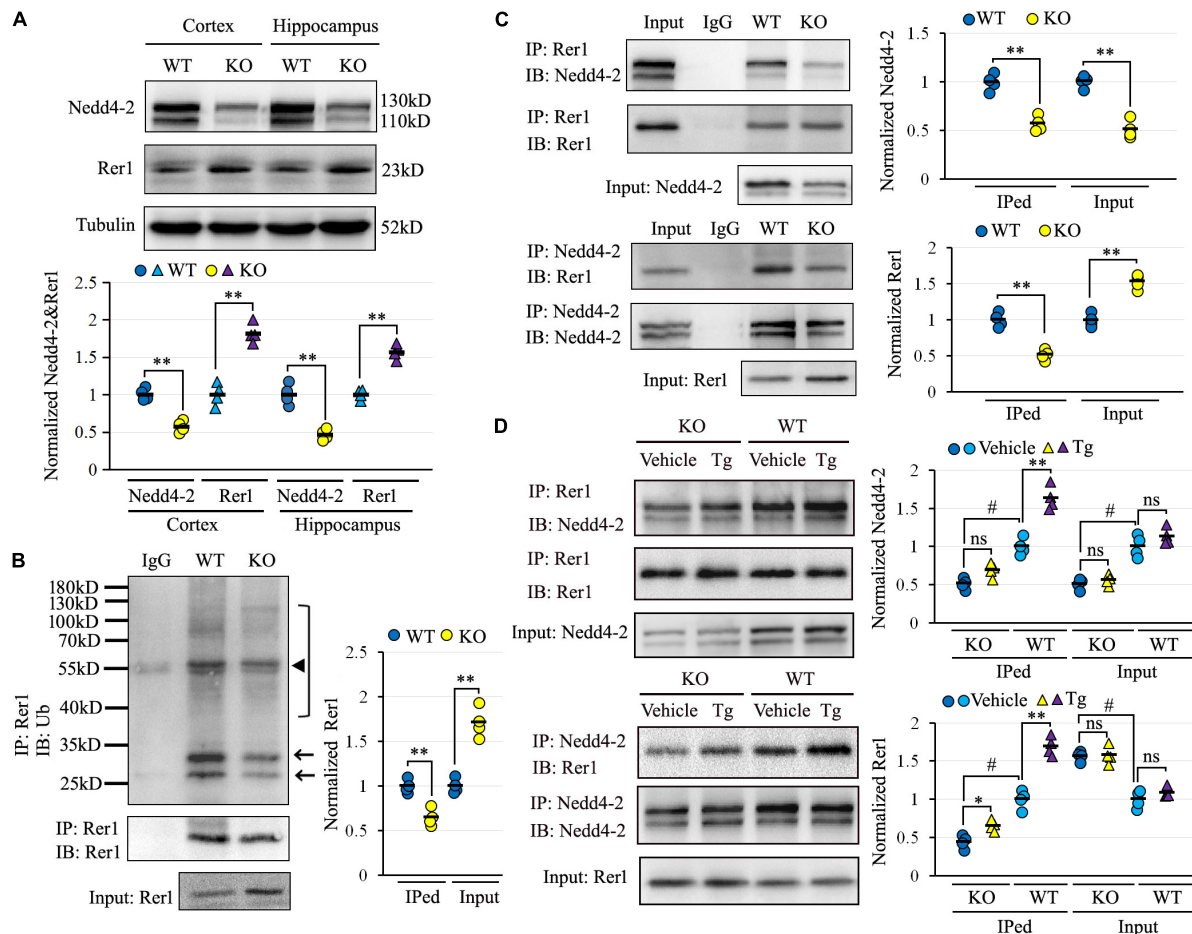 A
Cortex Hippocampus
WT KO WT KO
Nedd4-2
130kD
110kD
Rer1
23kD
Tubulin
52kD
WT KO
Normalized Nedd4-2&Rer1
2.5
2
1.5
1
0.5
0
** ** ** **
Nedd4-2 Rer1 Nedd4-2 Rer1
Cortex Hippocampus
B
IgG WT KO
180kD
130kD
100kD
70kD
55kD
40kD
35kD
25kD
IP: Rer1
IB: Ub
IP: Rer1
IB: Rer1
Input: Rer1
WT KO
Normalized Rer1
2.5
2
1.5
1
0.5
0
** **
IPed Input
C
Input IgG WT KO
IP: Rer1
IB: Nedd4-2
IP: Rer1
IB: Rer1
Input: Nedd4-2
WT KO
Normalized Nedd4-2
1.5
1
0.5
0
** **
IPed Input
Input IgG WT KO
IP: Nedd4-2
IB: Rer1
IP: Nedd4-2
IB: Nedd4-2
Input: Rer1
WT KO
Normalized Rer1
2
1.5
1
0.5
0
** **
IPed Input
D
KO WT
Vehicle Tg Vehicle Tg
IP: Rer1
IB: Nedd4-2
IP: Rer1
IB: Rer1
Input: Nedd4-2
Vehicle Tg
Normalized Nedd4-2
2
1.5
1
0.5
0
ns # ** ns # ns
KO WT KO WT
IPed Input
KO WT
Vehicle Tg Vehicle Tg
IP: Nedd4-2
IB: Rer1
IP: Nedd4-2
IB: Nedd4-2
Input: Rer1
Vehicle Tg
Normalized Rer1
2
1.5
1
0.5
0
* # ** ns # ns
KO WT KO WT
IPed Input